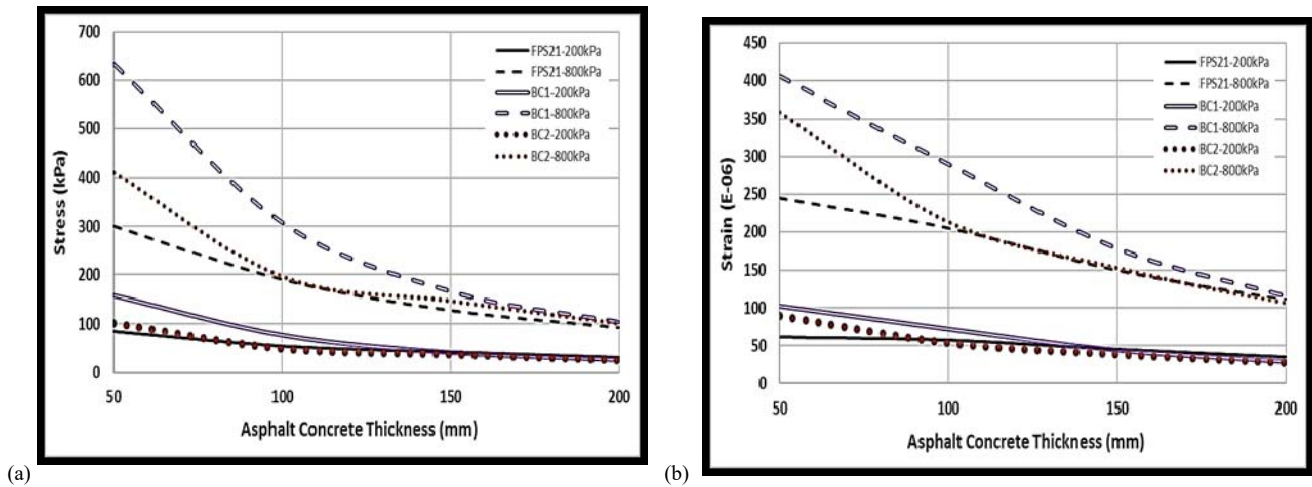 700
600
500
400
300
200
100
0
Stress (kPa)
50
100
150
200
Asphalt Concrete Thickness (mm)
FPS21-200kPa
FPS21-800kPa
BC1-200kPa
BC1-800kPa
BC2-200kPa
BC2-800kPa
(a)
450
400
350
300
250
200
150
100
50
0
Strain (E-06)
50
100
150
200
Asphalt Concrete Thickness (mm)
FPS21-200kPa
FPS21-800kPa
BC1-200kPa
BC1-800kPa
BC2-200kPa
BC2-800kPa
(b)